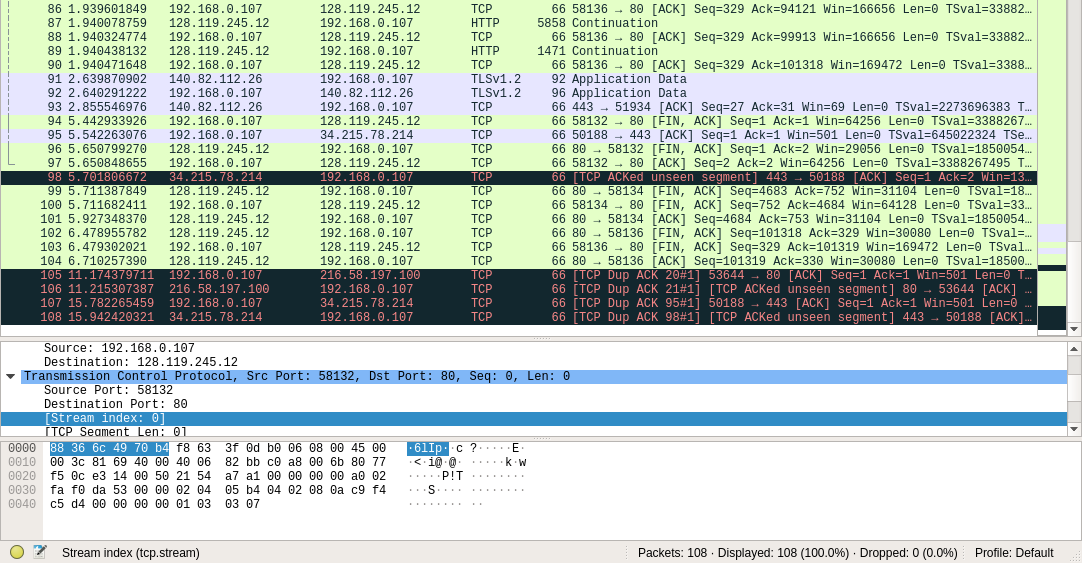 86 1.939601849 192.168.0.107 128.119.245.12 TCP 66 58136 → 80 [ACK] Seq=329 Ack=94121 Win=166656 Len=0 TSval=33882…
87 1.940078759 128.119.245.12 192.168.0.107 HTTP 5858 Continuation
88 1.940324774 192.168.0.107 128.119.245.12 TCP 66 58136 → 80 [ACK] Seq=329 Ack=99913 Win=166656 Len=0 TSval=33882…
89 1.940438132 128.119.245.12 192.168.0.107 HTTP 1471 Continuation
90 1.940471648 192.168.0.107 128.119.245.12 TCP 66 58136 → 80 [ACK] Seq=329 Ack=101318 Win=169472 Len=0 TSval=3388…
91 2.639870902 140.82.112.26 192.168.0.107 TLSv1.2 92 Application Data
92 2.640291222 192.168.0.107 140.82.112.26 TLSv1.2 96 Application Data
93 2.855546976 140.82.112.26 192.168.0.107 TCP 66 443 → 51934 [ACK] Seq=27 Ack=31 Win=69 Len=0 TSval=2273696383 T…
94 5.442933926 192.168.0.107 128.119.245.12 TCP 66 58132 → 80 [FIN, ACK] Seq=1 Ack=1 Win=64256 Len=0 TSval=3388267…
95 5.542263076 192.168.0.107 34.215.78.214 TCP 66 50188 → 443 [ACK] Seq=1 Ack=1 Win=501 Len=0 TSval=645022324 TSe…
96 5.650799270 128.119.245.12 192.168.0.107 TCP 66 80 → 58132 [FIN, ACK] Seq=1 Ack=2 Win=29056 Len=0 TSval=1850054…
97 5.650848655 192.168.0.107 128.119.245.12 TCP 66 58132 → 80 [ACK] Seq=2 Ack=2 Win=64256 Len=0 TSval=3388267495 T…
98 5.701806672 34.215.78.214 192.168.0.107 TCP 66 [TCP ACKed unseen segment] 443 → 50188 [ACK] Seq=1 Ack=2 Win=13…
99 5.711387849 128.119.245.12 192.168.0.107 TCP 66 80 → 58134 [FIN, ACK] Seq=4683 Ack=752 Win=31104 Len=0 TSval=18…
100 5.711682411 192.168.0.107 128.119.245.12 TCP 66 58134 → 80 [FIN, ACK] Seq=752 Ack=4684 Win=64128 Len=0 TSval=33…
101 5.927348370 128.119.245.12 192.168.0.107 TCP 66 80 → 58134 [ACK] Seq=4684 Ack=753 Win=31104 Len=0 TSval=1850054…
102 6.478955782 128.119.245.12 192.168.0.107 TCP 66 80 → 58136 [FIN, ACK] Seq=101318 Ack=329 Win=30080 Len=0 TSval=…
103 6.479302021 192.168.0.107 128.119.245.12 TCP 66 58136 → 80 [FIN, ACK] Seq=329 Ack=101319 Win=169472 Len=0 TSval…
104 6.710257390 128.119.245.12 192.168.0.107 TCP 66 80 → 58136 [ACK] Seq=101319 Ack=330 Win=30080 Len=0 TSval=18500…
105 11.174379711 192.168.0.107 216.58.197.100 TCP 66 [TCP Dup ACK 20#1] 53644 → 80 [ACK] Seq=1 Ack=1 Win=501 Len=0 T…
106 11.215307387 216.58.197.100 192.168.0.107 TCP 66 [TCP Dup ACK 21#1] [TCP ACKed unseen segment] 80 → 53644 [ACK] …
107 15.782265459 192.168.0.107 34.215.78.214 TCP 66 [TCP Dup ACK 95#1] 50188 → 443 [ACK] Seq=1 Ack=1 Win=501 Len=0 …
108 15.942420321 34.215.78.214 192.168.0.107 TCP 66 [TCP Dup ACK 98#1] [TCP ACKed unseen segment] 443 → 50188 [ACK]…
Source: 192.168.0.107
Destination: 128.119.245.12
Transmission Control Protocol, Src Port: 58132, Dst Port: 80, Seq: 0, Len: 0
Source Port: 58132
Destination Port: 80
[Stream index: 0]
[TCP Segment Len: 0]
0000 88 36 6c 49 70 b4 f8 63 3f 0d b0 06 08 00 45 00 ·6lIp··c ?·····E·
0010 00 3c 81 69 40 00 40 06 82 bb c0 a8 00 6b 80 77 ·<·i@·@· ·····k·w
0020 f5 0c e3 14 00 50 21 54 a7 a1 00 00 00 00 a0 02 ·····P!T ········
0030 fa f0 da 53 00 00 02 04 05 b4 04 02 08 0a c9 f4 ···S···· ········
0040 c5 d4 00 00 00 00 01 03 03 07 ········ ··
Stream index (tcp.stream) Packets: 108 · Displayed: 108 (100.0%) · Dropped: 0 (0.0%) Profile: Default